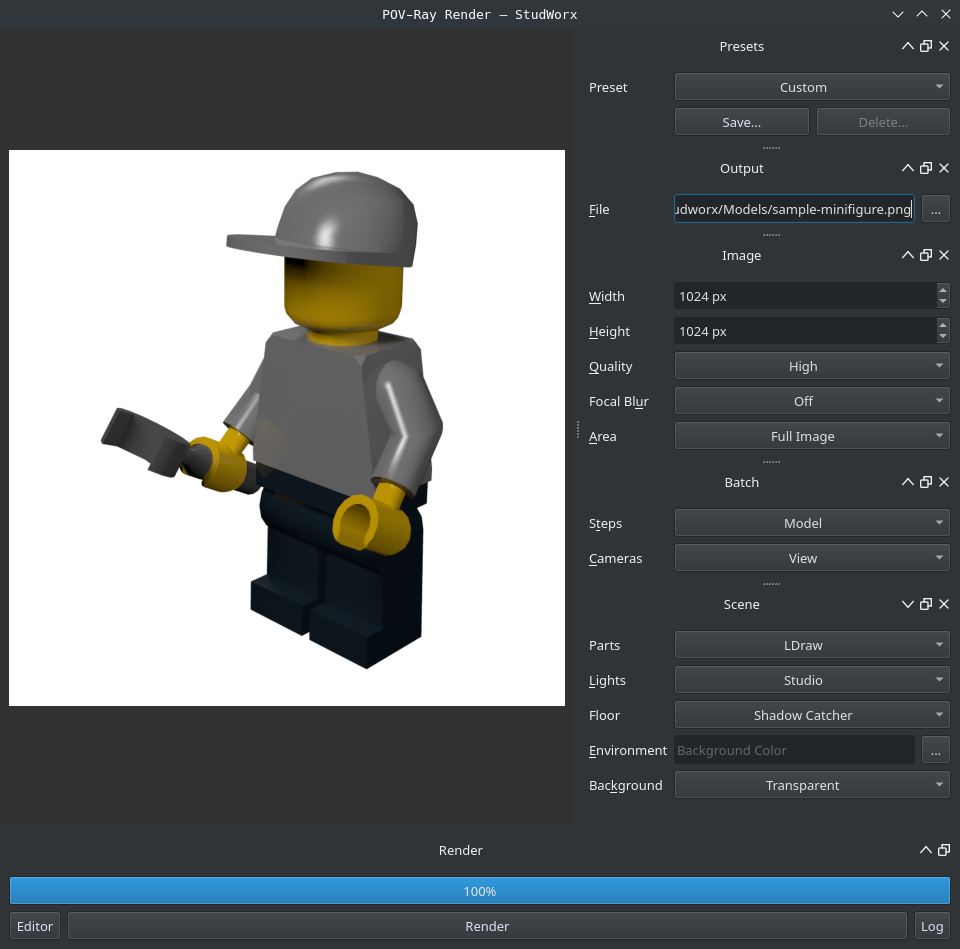 POV-Ray Render — StudWorx
Presets
Preset Custom
Save... Delete...
Output
File udworx/Models/sample-minifigure.png ...
Image
Width 1024 px
Height 1024 px
Quality High
Focal Blur Off
Area Full Image
Batch
Steps Model
Cameras View
Scene
Parts LDraw
Lights Studio
Floor Shadow Catcher
Environment Background Color ...
Background Transparent
Render
100%
Editor Render Log